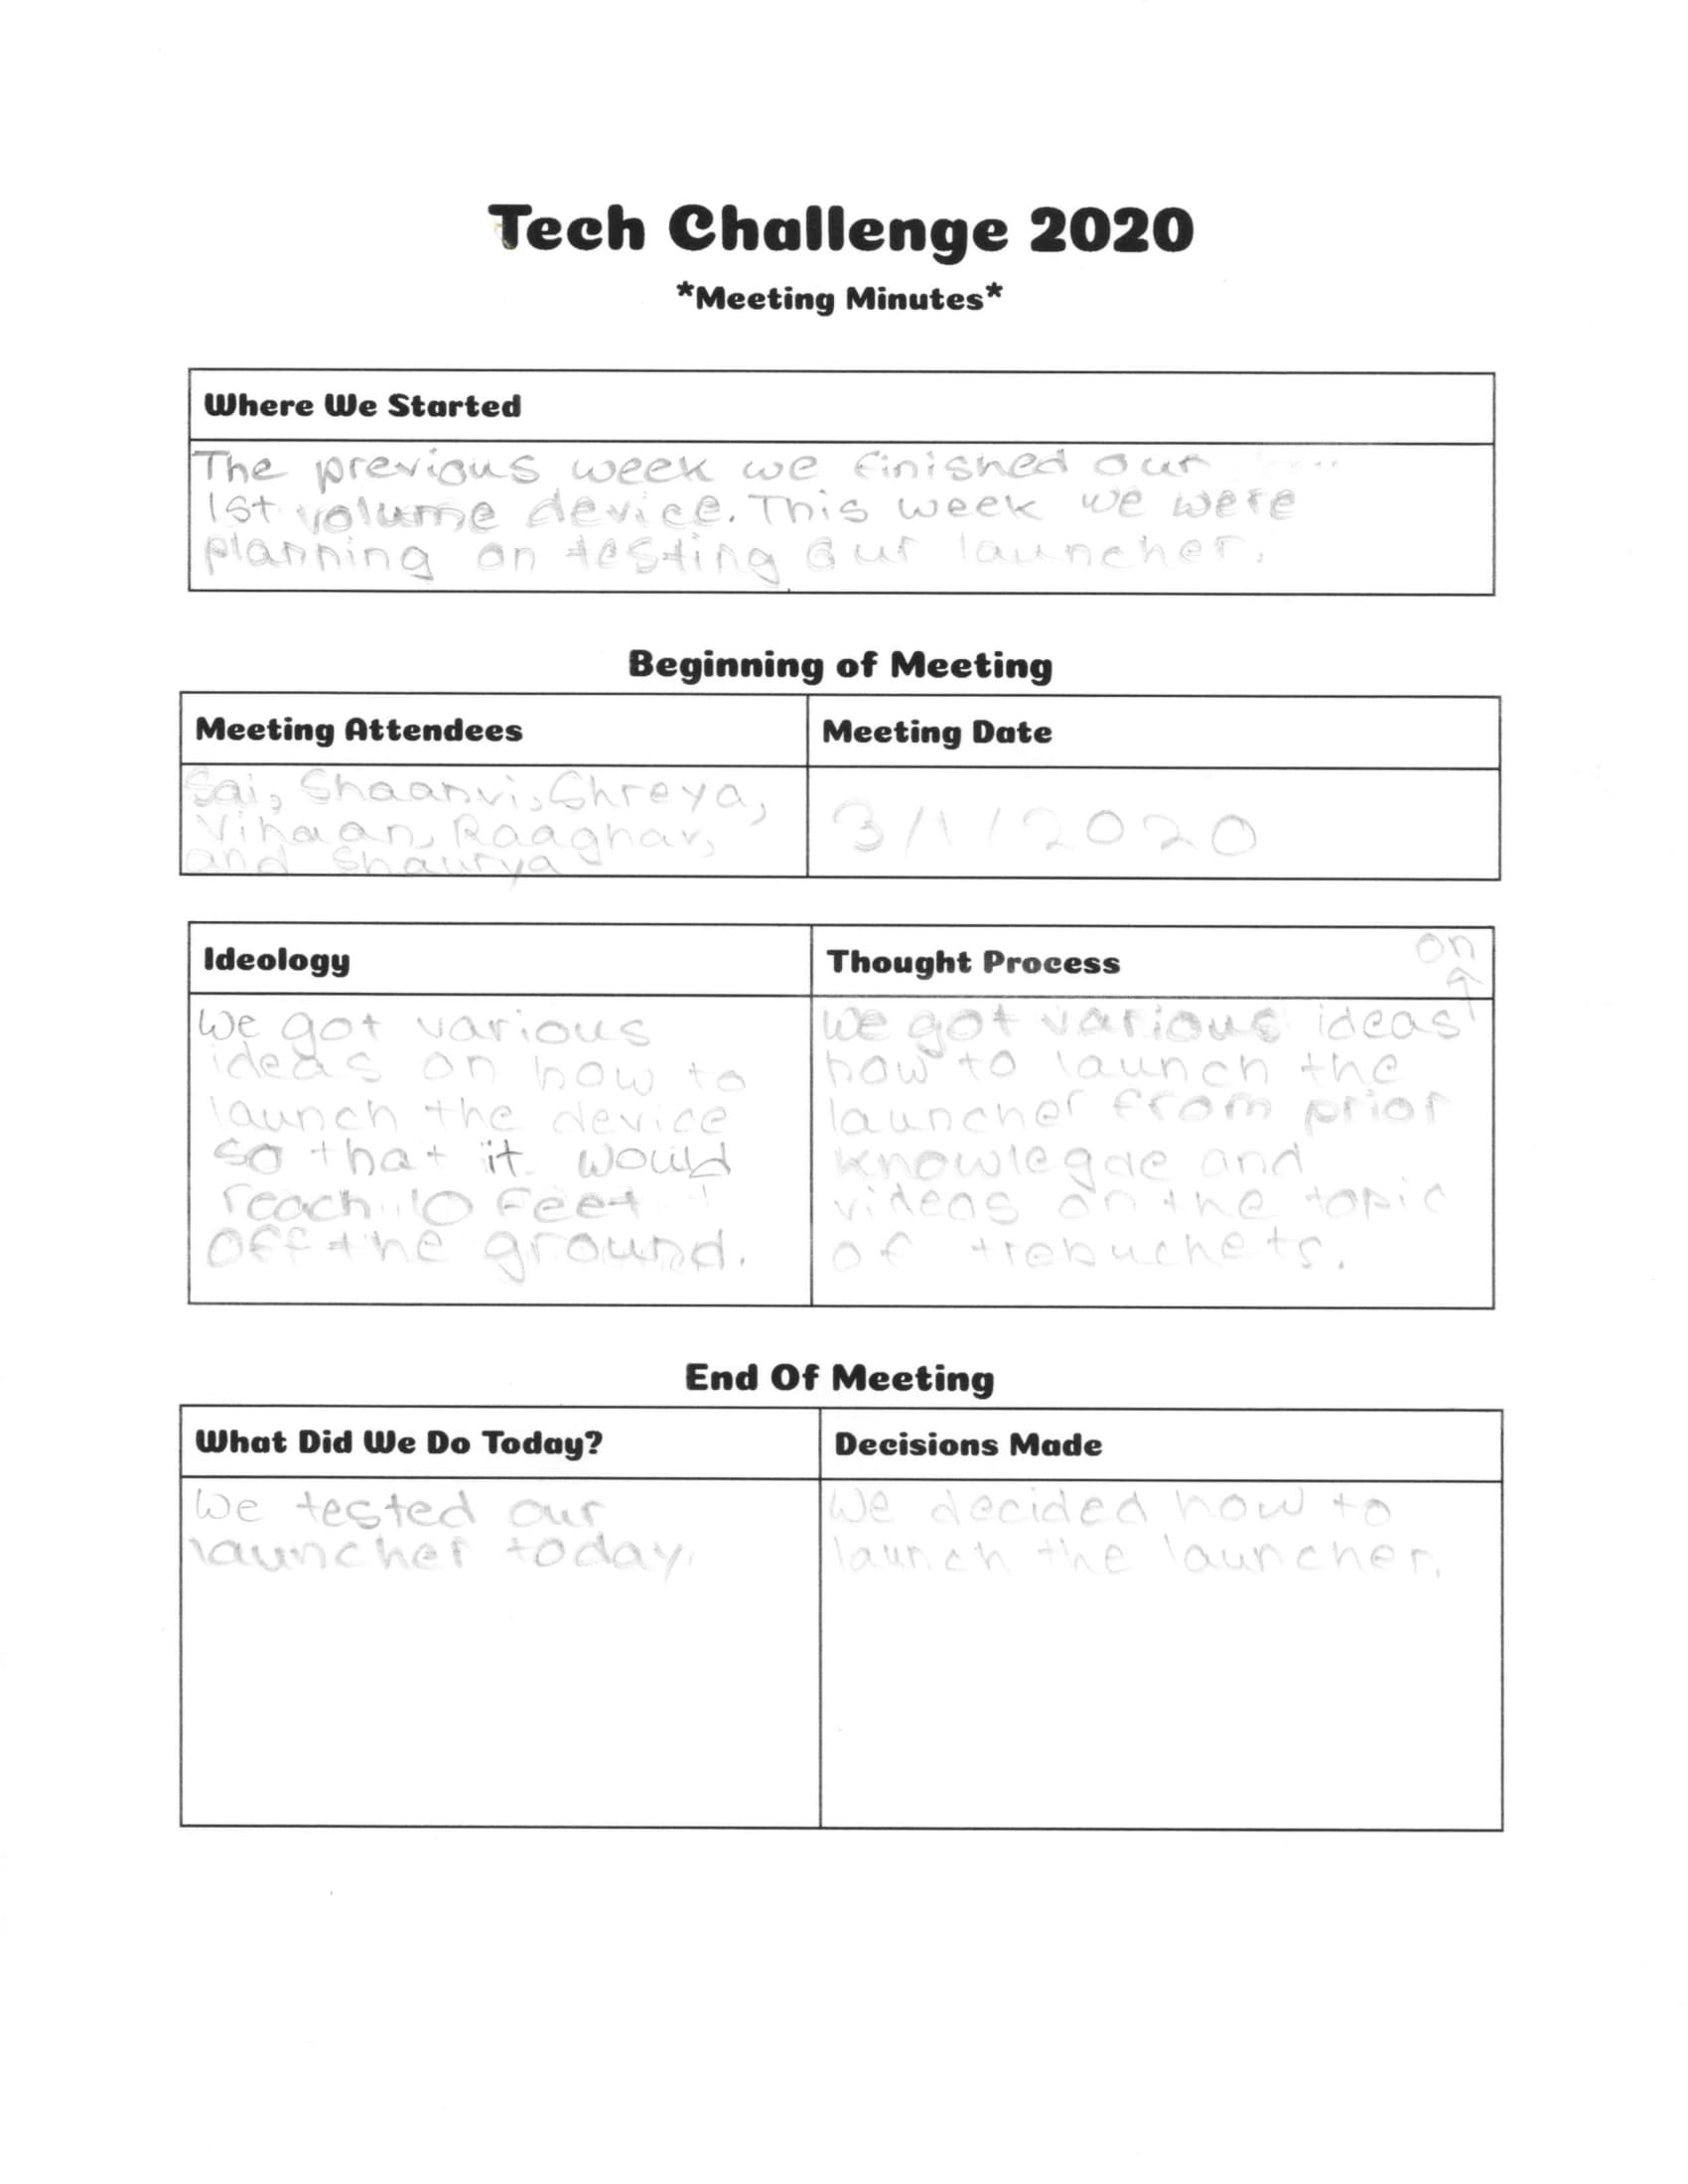 Tech Challenge 2020
*Meeting Minutes*
Where We Started
The previous week we finished our
1st volume device. This week we were
planning on testing our launcher.
Beginning of Meeting
Meeting Attendees
Meeting Date
Sai, Shaanvi, Shreya,
Vihaan, Raaghav,
and Shaurya
3/1/2020
Ideology
We got various
ideas on how to
launch the device
so that it would
reach 10 feet
off the ground.
Thought Process
on
We got various ideas
how to launch the
launcher from prior
knowlegde and
videos on the topic
of trebuchets.
End Of Meeting
What Did We Do Today?
We tested our
launcher today.
Decisions Made
We decided how to
launch the launcher.